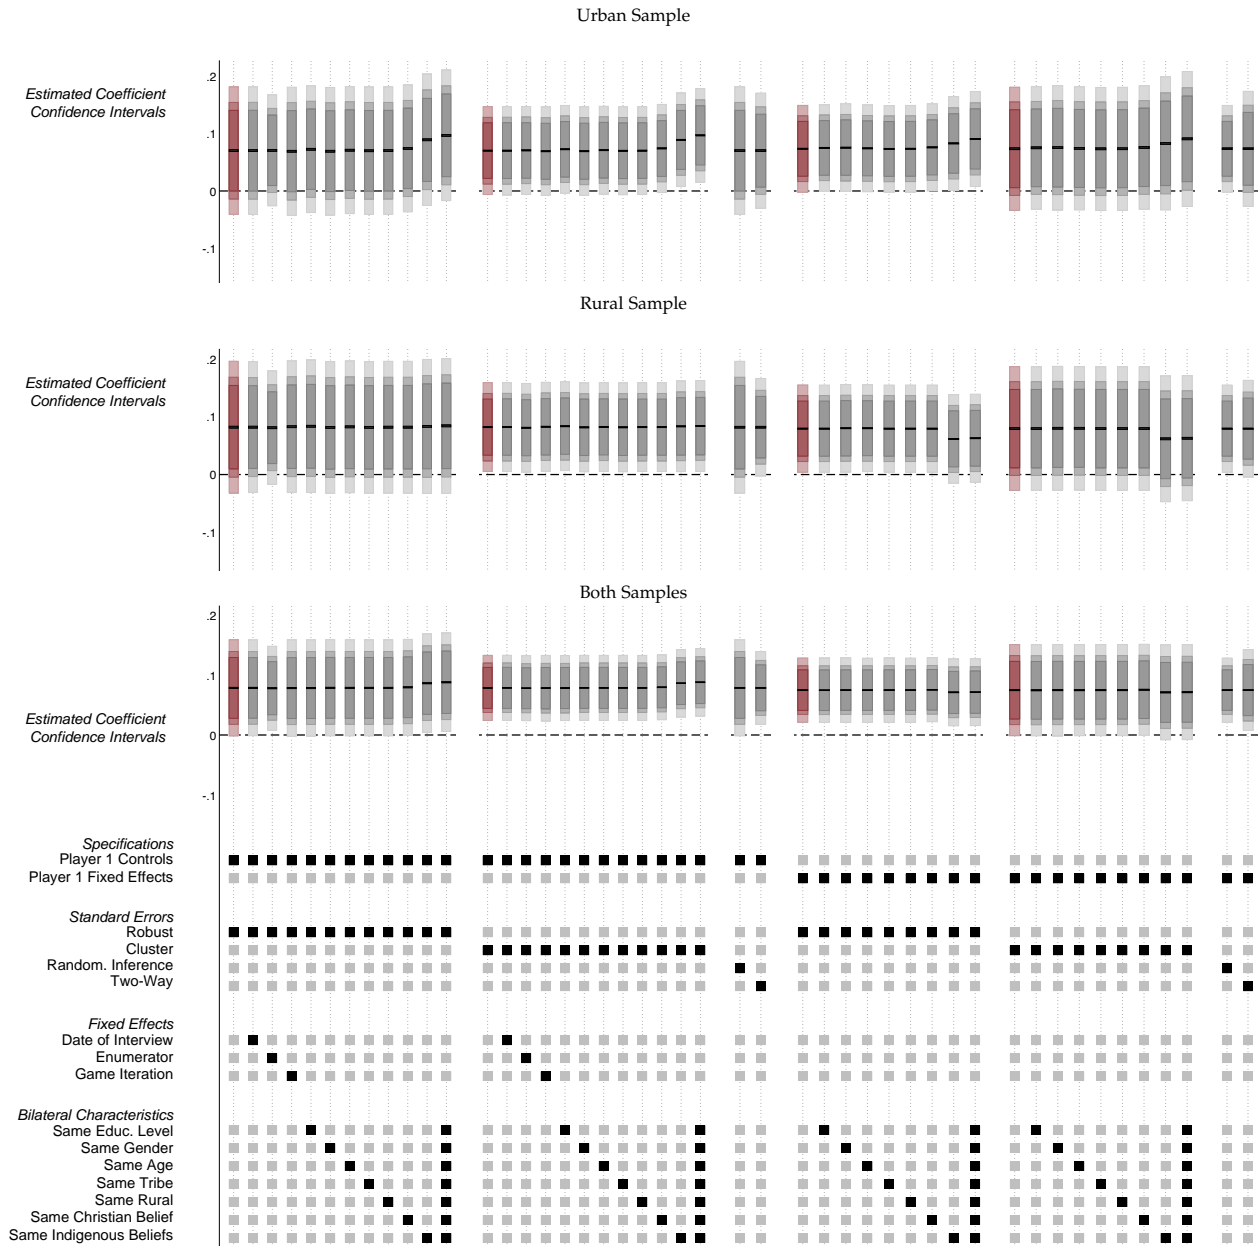 Urban Sample
.2
Estimated Coefficient
Confidence Intervals
.1
0
-.1
Rural Sample
.2
Estimated Coefficient
Confidence Intervals
.1
0
-.1
Both Samples
.2
.1
Estimated Coefficient
Confidence Intervals
0
-.1
Specifications
Player 1 Controls
Player 1 Fixed Effects
Standard Errors
Robust
Cluster
Random. Inference
Two-Way
Fixed Effects
Date of Interview
Enumerator
Game Iteration
Bilateral Characteristics
Same Educ. Level
Same Gender
Same Age
Same Tribe
Same Rural
Same Christian Belief
Same Indigenous Beliefs